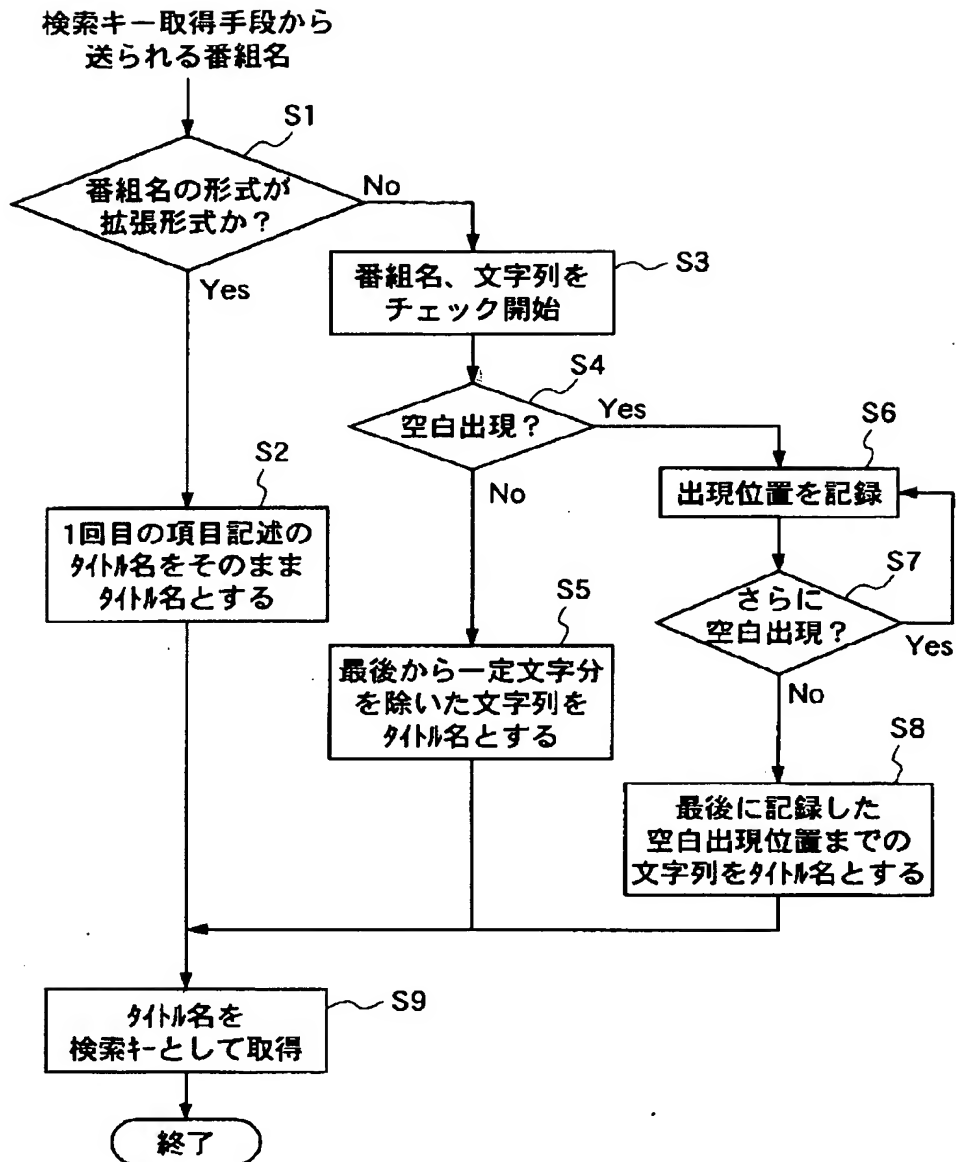 検索キー取得手段から
送られる番組名
S1
番組名の形式が
拡張形式か?
No
Yes
S3
番組名、文字列を
チェック開始
S4
空白出現?
Yes
No
S6
出現位置を記録
S2
1回目の項目記述の
ﾀｲﾄﾙ名をそのまま
ﾀｲﾄﾙ名とする
S7
さらに
空白出現?
Yes
No
S5
最後から一定文字分
を除いた文字列を
ﾀｲﾄﾙ名とする
S8
最後に記録した
空白出現位置までの
文字列をﾀｲﾄﾙ名とする
S9
ﾀｲﾄﾙ名を
検索ｷｰとして取得
終了